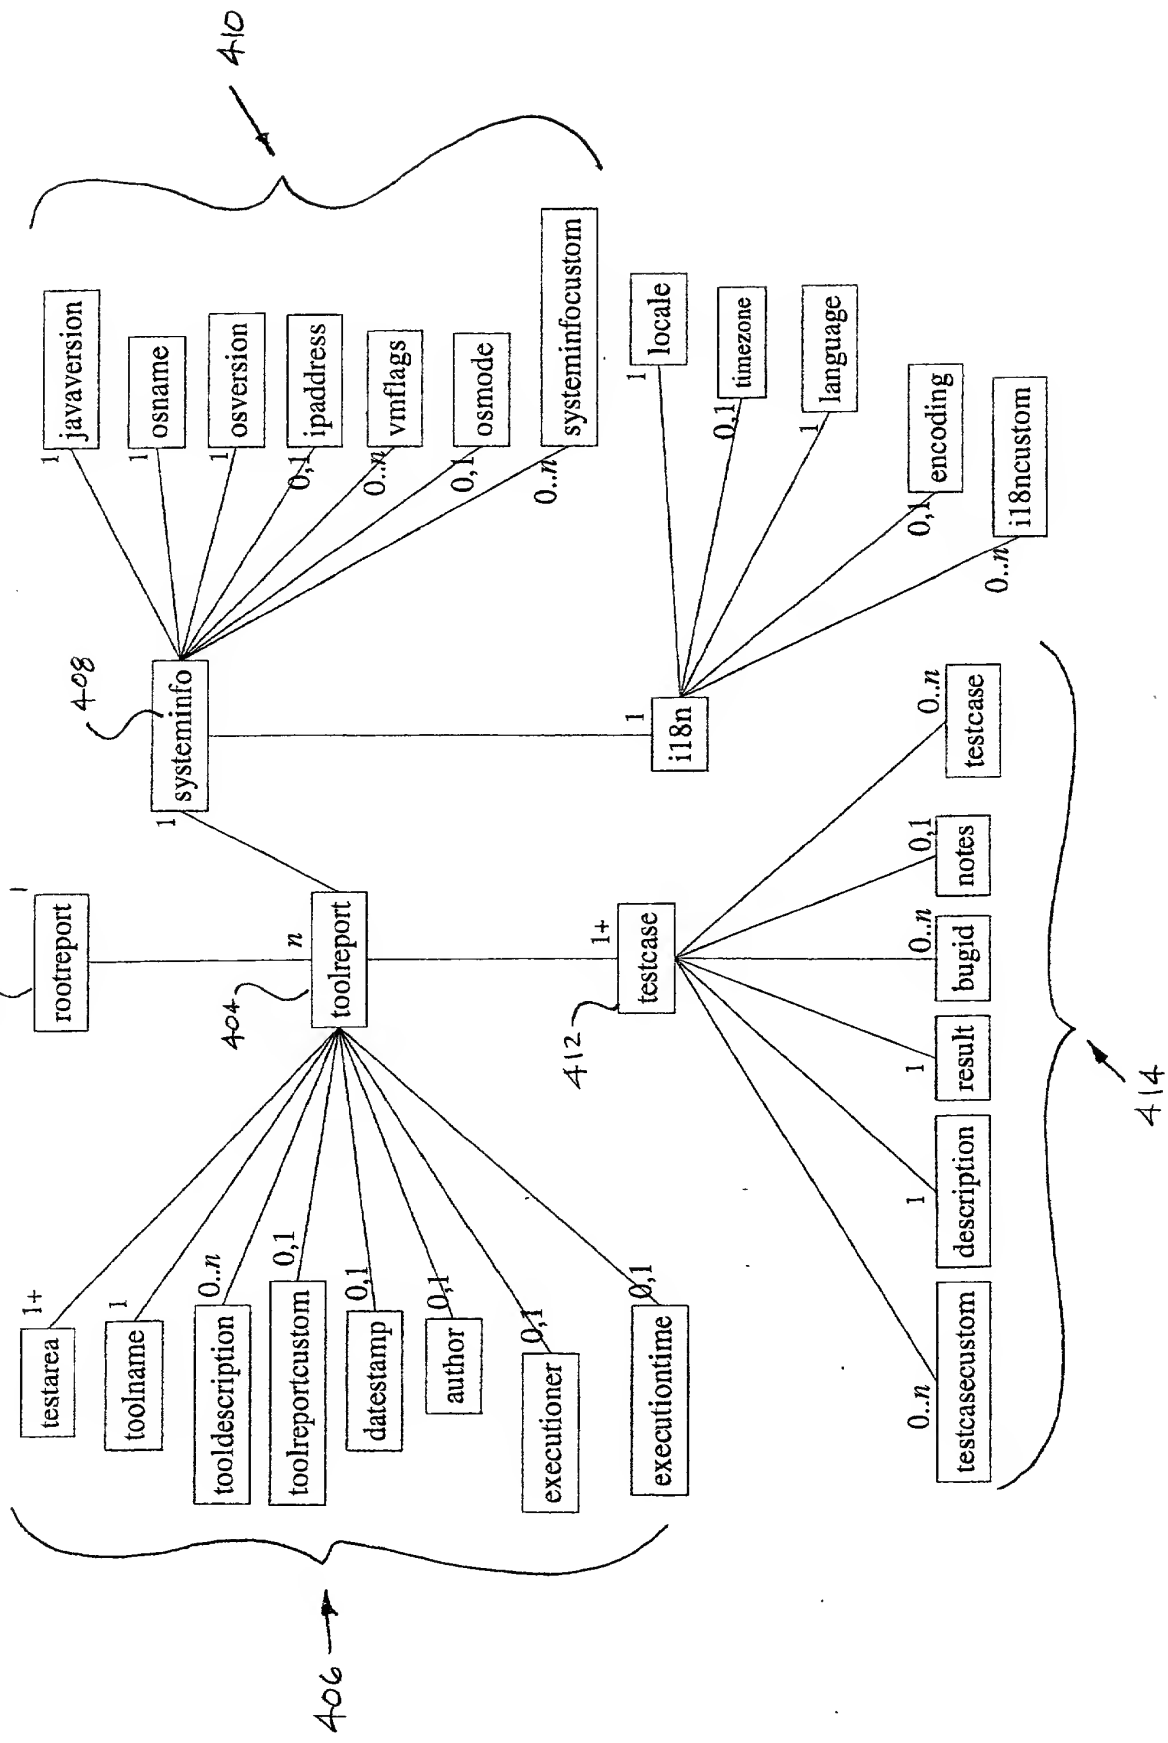 1
rootreport
n
404
toolreport
1+
testarea
1
toolname
0..n
tooldescription
0,1
toolreportcustom
0,1
datestamp
0,1
author
0,1
executioner
0,1
executiontime
406
1
systeminfo
408
1
javaversion
1
osname
1
osversion
0,1
ipaddress
0..n
vmflags
0,1
osmode
0..n
systeminfocustom
410
1
i18n
1
locale
0,1
timezone
1
language
0,1
encoding
0..n
i18ncustom
1+
testcase
412
0..n
testcasecustom
1
description
1
result
0..n
bugid
0,1
notes
0..n
testcase
414